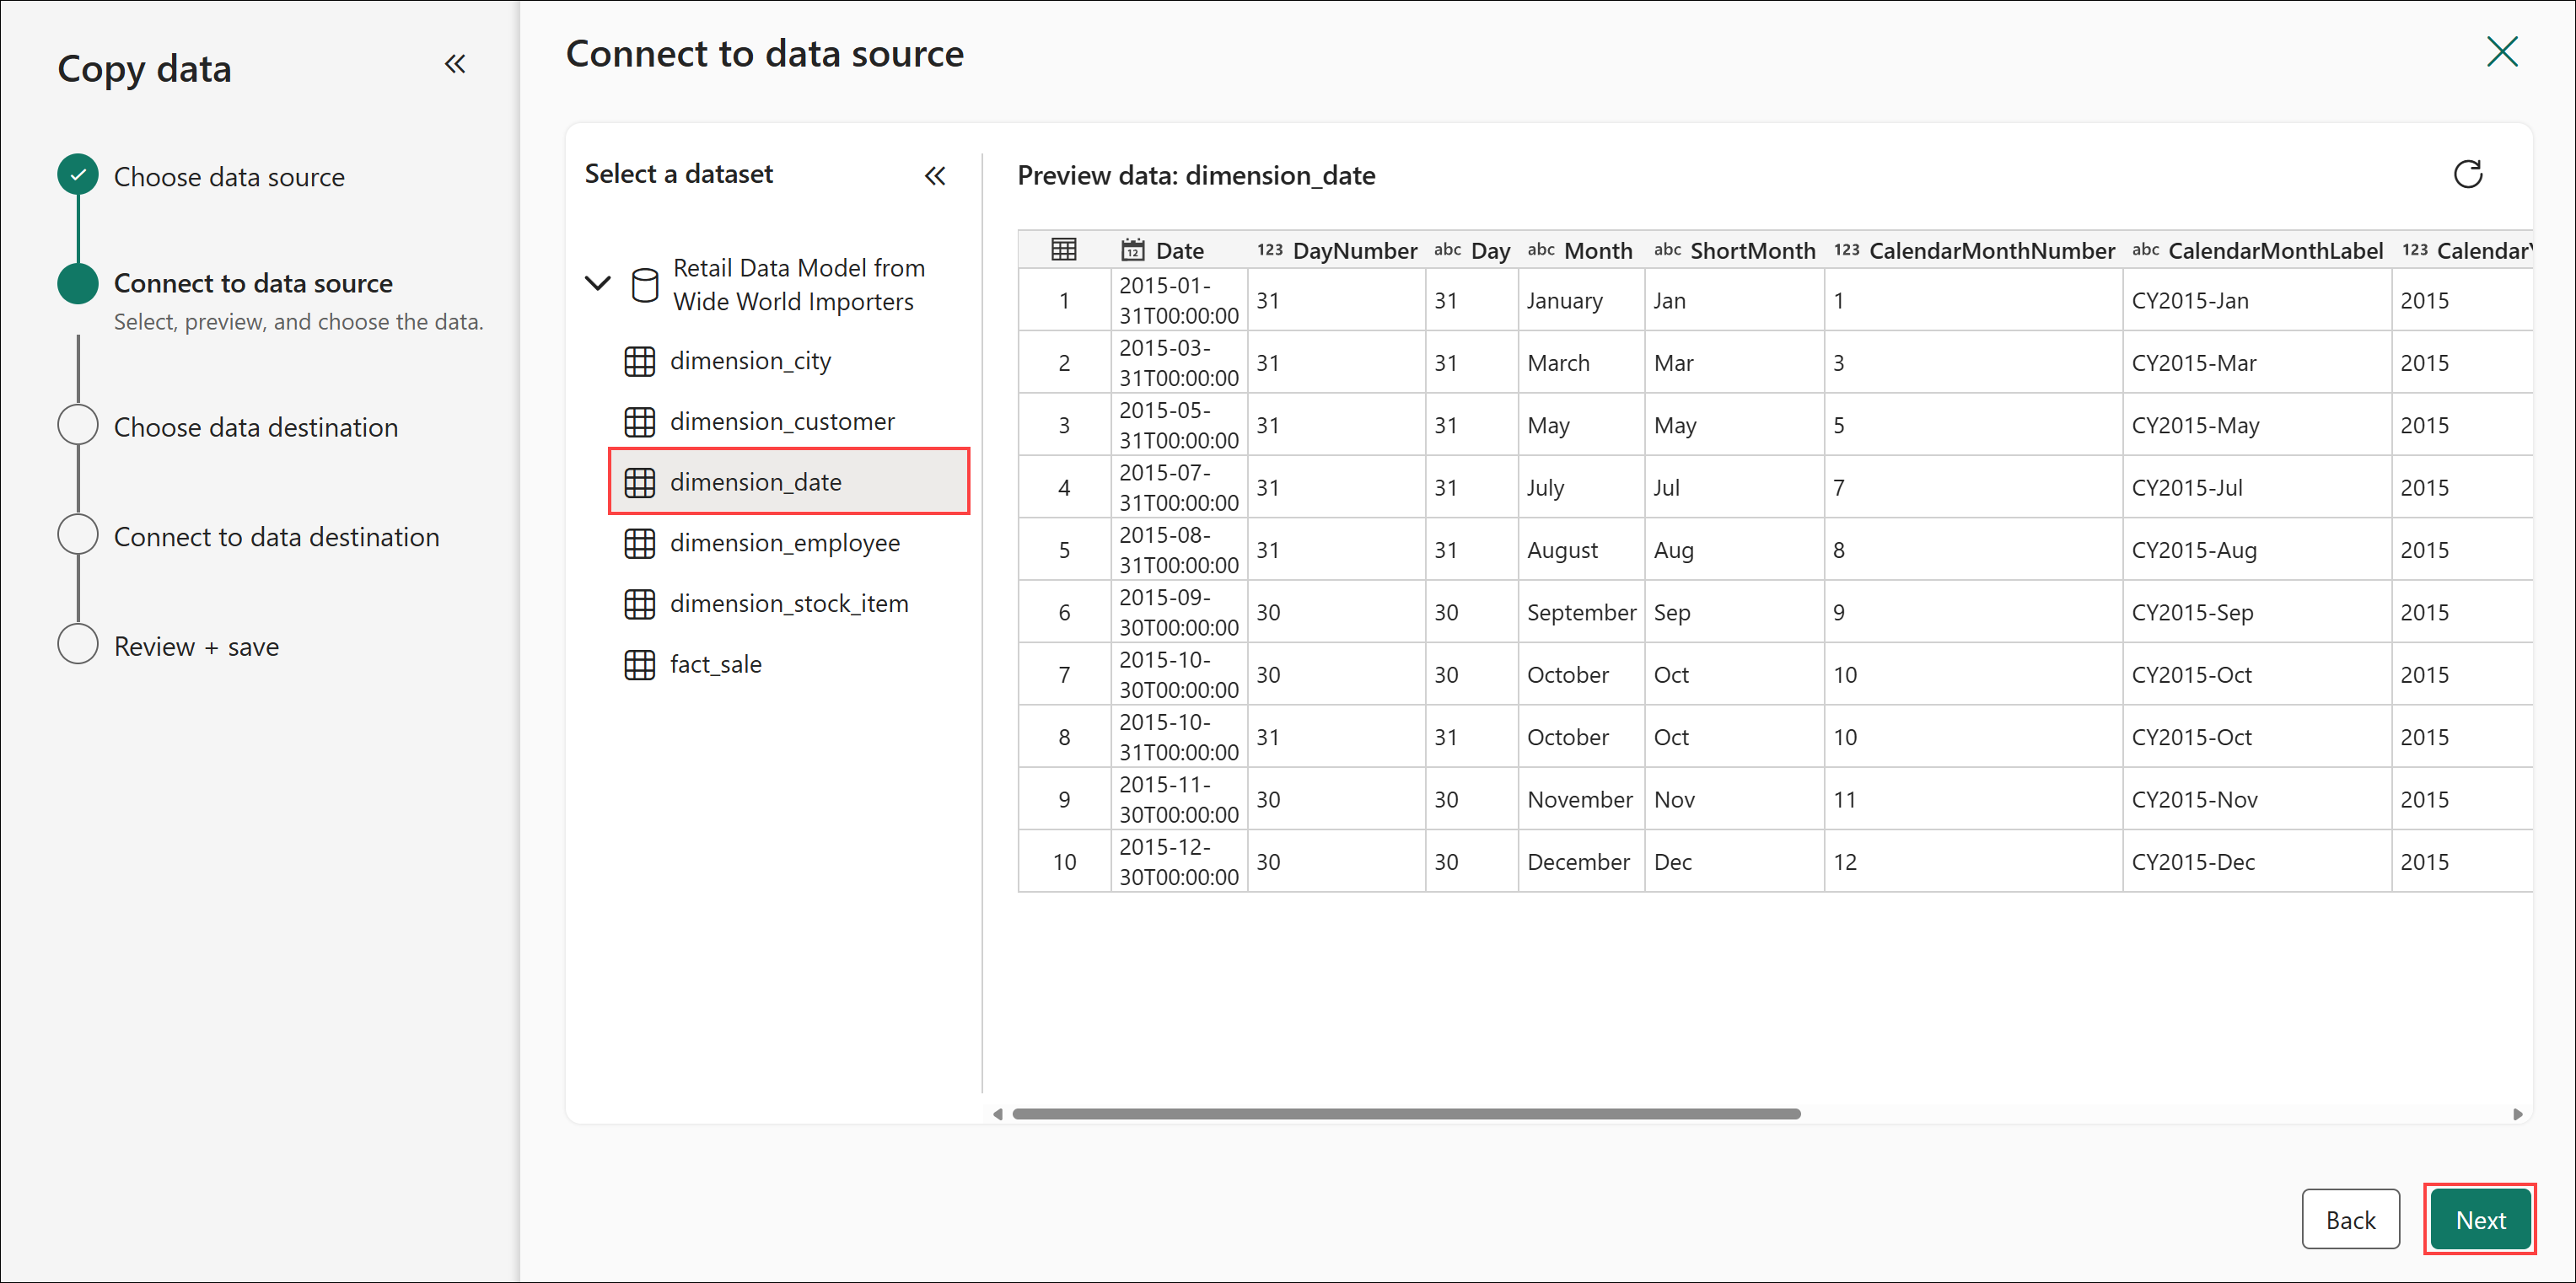 Copy data
Choose data source
Connect to data source
Select, preview, and choose the data.
Choose data destination
Connect to data destination
Review + save
Connect to data source
Select a dataset
Retail Data Model from
Wide World Importers
dimension_city
dimension_customer
dimension_date
dimension_employee
dimension_stock_item
fact_sale
Preview data: dimension_date
12 Date 123 DayNumber abc Day abc Month abc ShortMonth 123 CalendarMonthNumber abc CalendarMonthLabel 123 CalendarY
1 2015-01-31T00:00:00 31 31 January Jan 1 CY2015-Jan 2015
2 2015-03-31T00:00:00 31 31 March Mar 3 CY2015-Mar 2015
3 2015-05-31T00:00:00 31 31 May May 5 CY2015-May 2015
4 2015-07-31T00:00:00 31 31 July Jul 7 CY2015-Jul 2015
5 2015-08-31T00:00:00 31 31 August Aug 8 CY2015-Aug 2015
6 2015-09-30T00:00:00 30 30 September Sep 9 CY2015-Sep 2015
7 2015-10-30T00:00:00 30 30 October Oct 10 CY2015-Oct 2015
8 2015-10-31T00:00:00 31 31 October Oct 10 CY2015-Oct 2015
9 2015-11-30T00:00:00 30 30 November Nov 11 CY2015-Nov 2015
10 2015-12-30T00:00:00 30 30 December Dec 12 CY2015-Dec 2015
Back Next